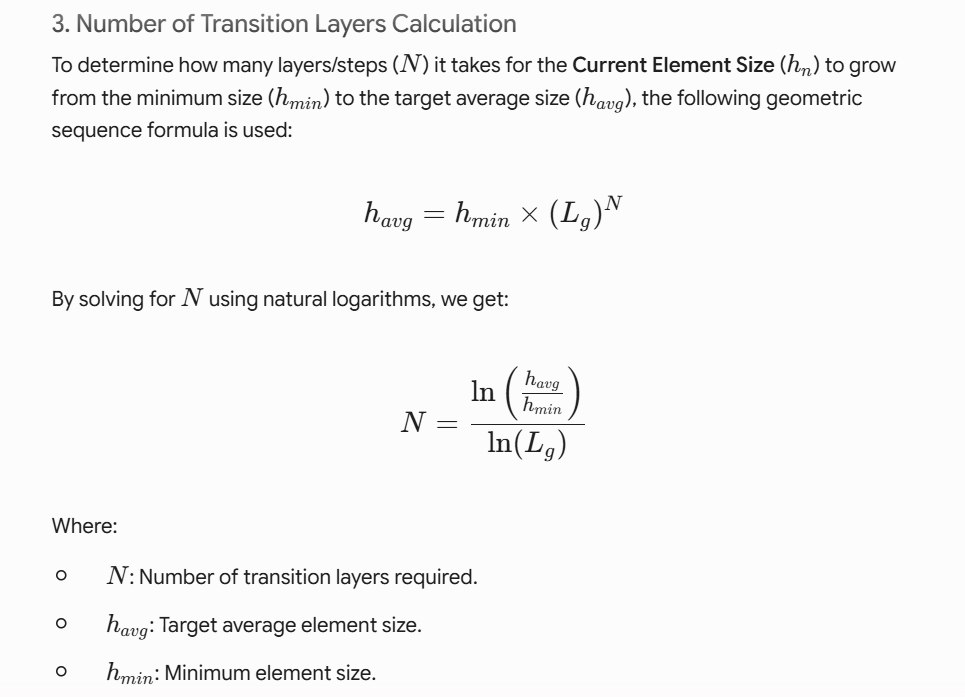 3. Number of Transition Layers Calculation
To determine how many layers/steps (N) it takes for the Current Element Size (hₙ) to grow
from the minimum size (h_{min}) to the target average size (h_{avg}), the following geometric
sequence formula is used:
h_{avg} = h_{min} × (L_g)^N
By solving for N using natural logarithms, we get:
N = \frac{\ln\left(\frac{h_{avg}}{h_{min}}\right)}{\ln(L_g)}
Where:
○ N: Number of transition layers required.
○ h_{avg}: Target average element size.
○ h_{min}: Minimum element size.